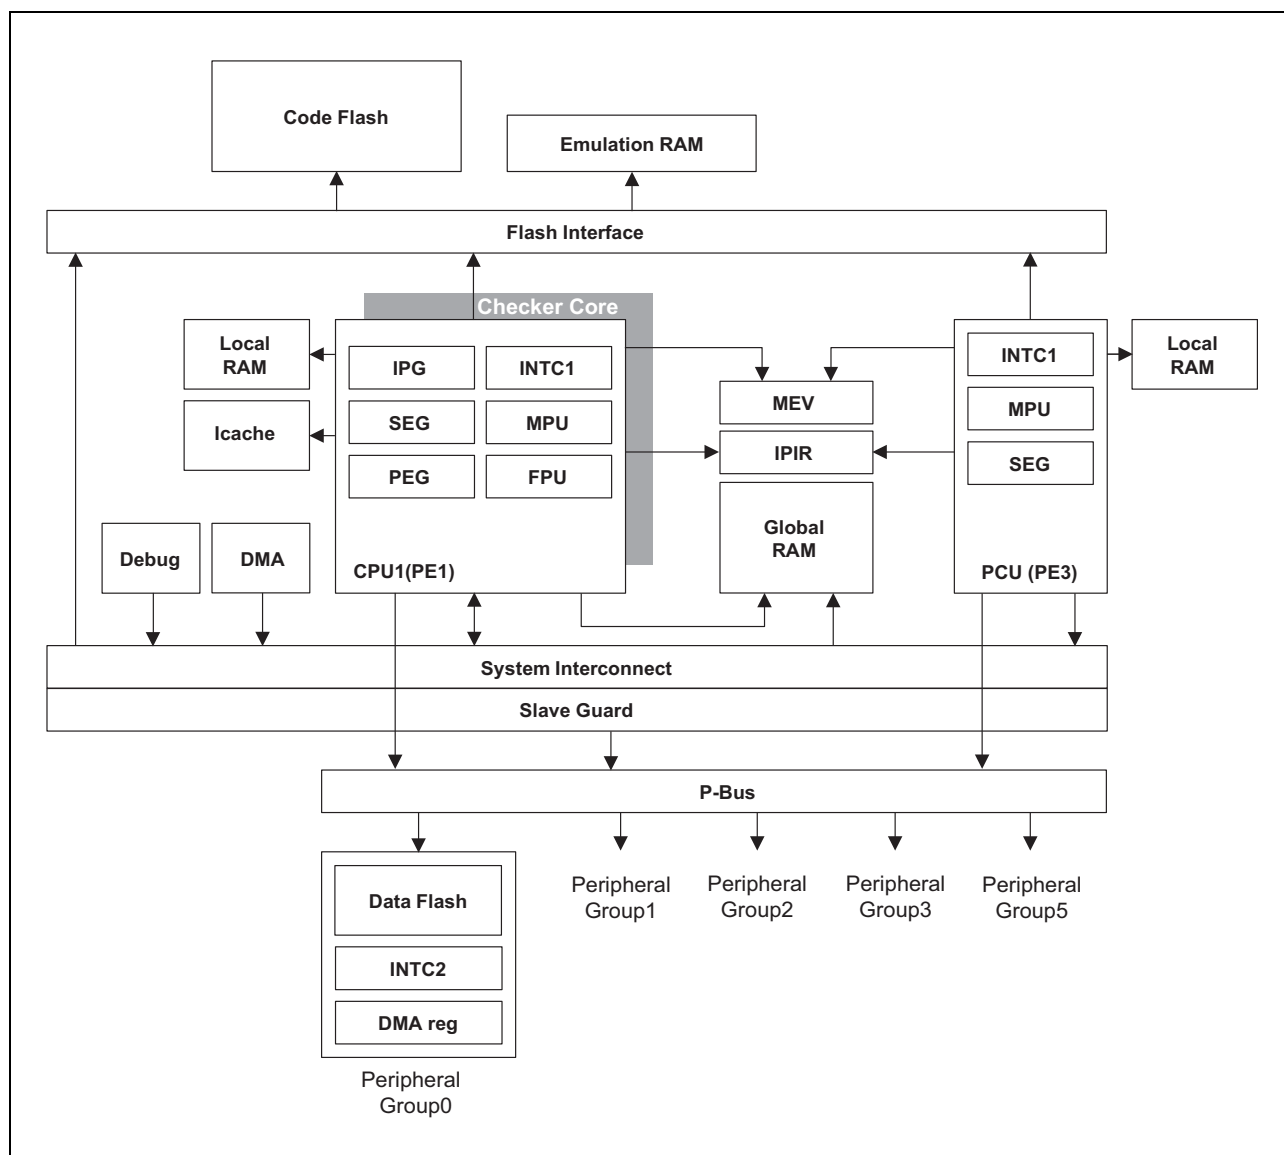 Code Flash
Emulation RAM
Flash Interface
Checker Core
Local
RAM
IPG
INTC1
INTC1
Local
RAM
MEV
Icache
SEG
MPU
MPU
IPIR
PEG
FPU
SEG
Global
RAM
Debug
DMA
CPU1(PE1)
PCU (PE3)
System Interconnect
Slave Guard
P-Bus
Data Flash
INTC2
DMA reg
Peripheral
Group0
Peripheral
Group1
Peripheral
Group2
Peripheral
Group3
Peripheral
Group5